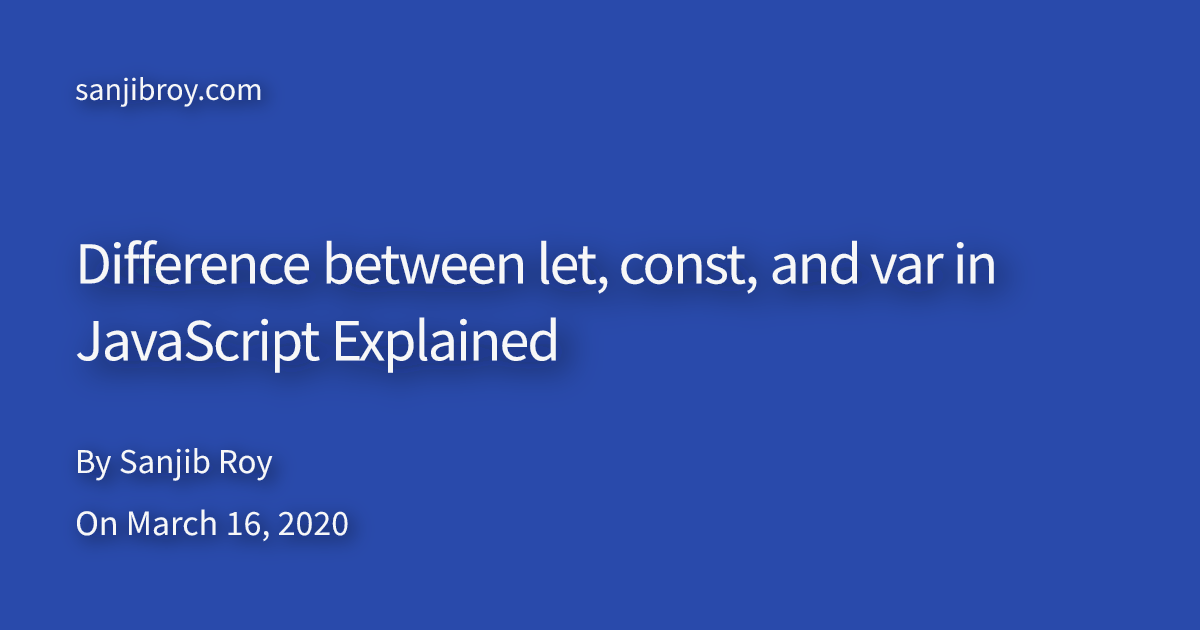 sanjibroy.com
Difference between let, const, and var in
JavaScript Explained
By Sanjib Roy
On March 16, 2020